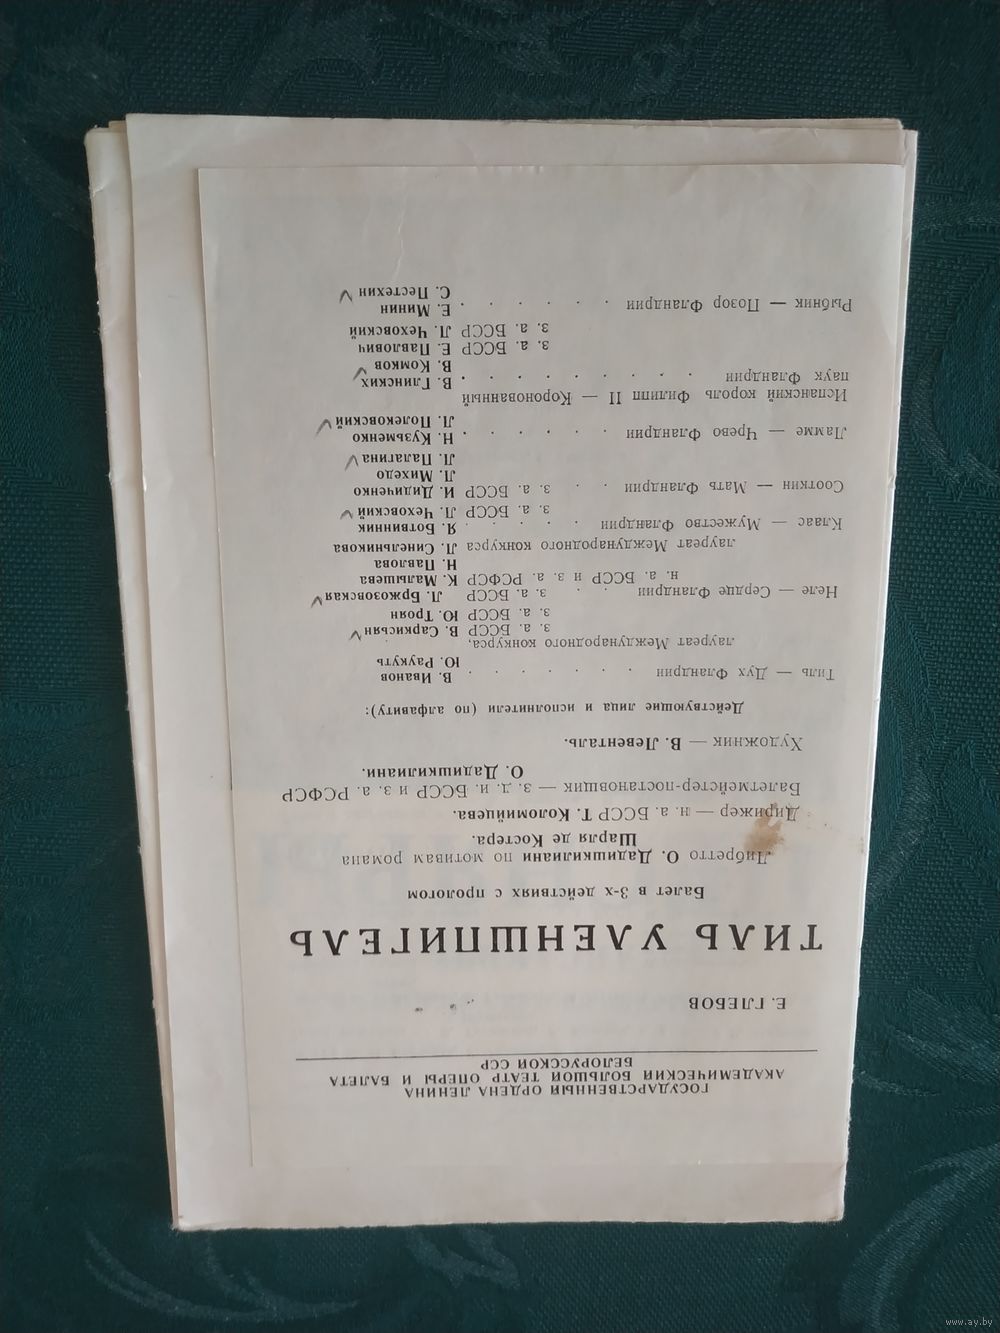 ГОСУДАРСТВЕННЫЙ ОРДЕНА ЛЕНИНА
АКАДЕМИЧЕСКИЙ БОЛЬШОЙ ТЕАТР ОПЕРЫ И БАЛЕТА
БЕЛОРУССКОЙ ССР
Е. ГЛЕБОВ
ТИЛЬ УЛЕНШПИГЕЛЬ
Балет в 3-х действиях с прологом
Либретто О. Дадишкилиани по мотивам романа
Шарля де Костера.
Дирижер — н. а. БССР Т. Коломийцева.
Балетмейстер-постановщик — з. д. и. БССР и з. а. РСФСР
О. Дадишкилиани.
Художник — В. Левенталь.
Действующие лица и исполнители (по алфавиту):
Тиль — Дух Фландрии . . . . . . . В. Иванов
Ю. Раукуть
лауреат Международного конкурса,
з. а. БССР В. Саркисьян
з. а. БССР Ю. Троян
Неле — Сердце Фландрии . . з. а. БССР Л. Бржозовская
н. а. БССР и з. а. РСФСР К. Малышева
Н. Павлова
лауреат Международного конкурса Л. Синельникова
Клаас — Мужество Фландрии . . . . . . Я. Ботвинник
з. а. БССР Л. Чеховский
Сооткин — Мать Фландрии . . з. а. БССР И. Дидиченко
Л. Михедо
Л. Палагина
Ламме — Чрево Фландрии . . . . . . Н. Кузьменко
Л. Полековский
Испанский король Филипп II — Коронованный
паук Фландрии . . . . . . . . . В. Глинских
В. Комков
з. а. БССР Е. Павлович
з. а. БССР Л. Чеховский
Рыбник — Позор Фландрии . . . . . . Е. Минин
С. Пестехин
www.ay.by